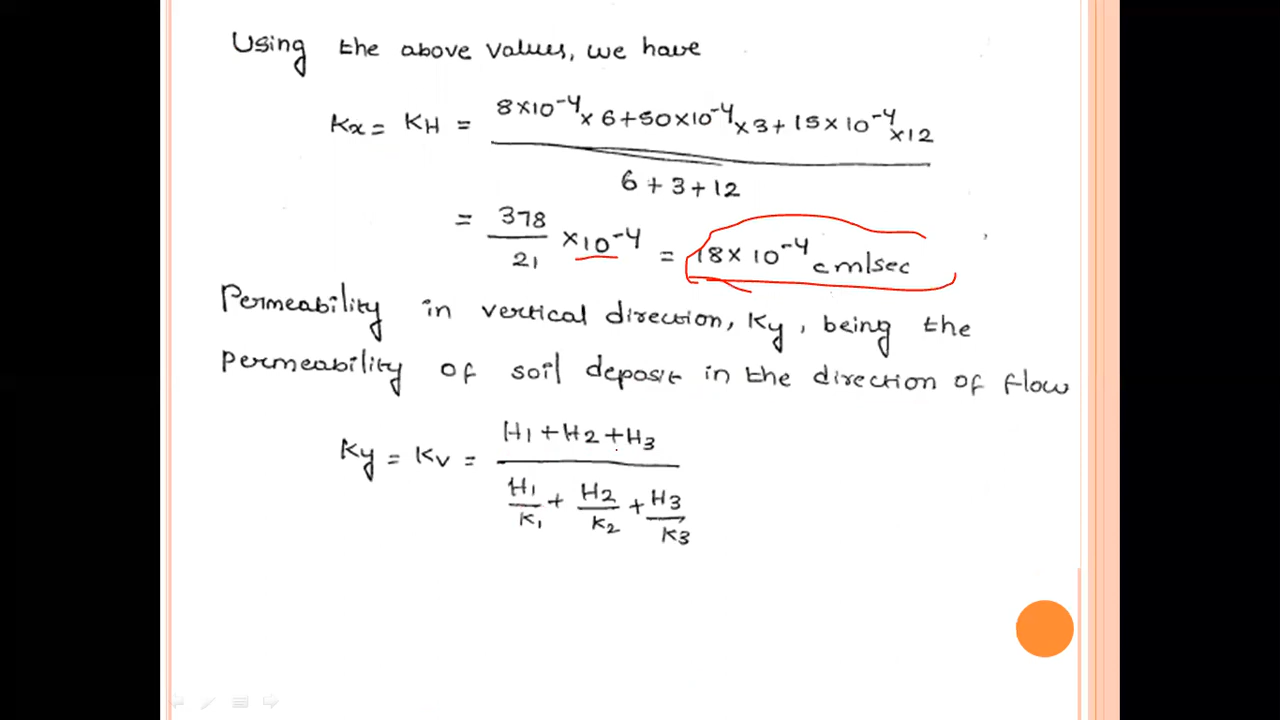 Using the above values, we have
Kx = KH = 8×10⁻⁴ × 6 + 50×10⁻⁴ × 3 + 15×10⁻⁴ × 12
6 + 3 + 12
= 378 / 21 × 10⁻⁴ = 18 × 10⁻⁴ cm/sec
Permeability in vertical direction, Ky, being the
Permeability of soil deposit in the direction of flow
Ky = Kv = H1 + H2 + H3
H1/K1 + H2/K2 + H3/K3